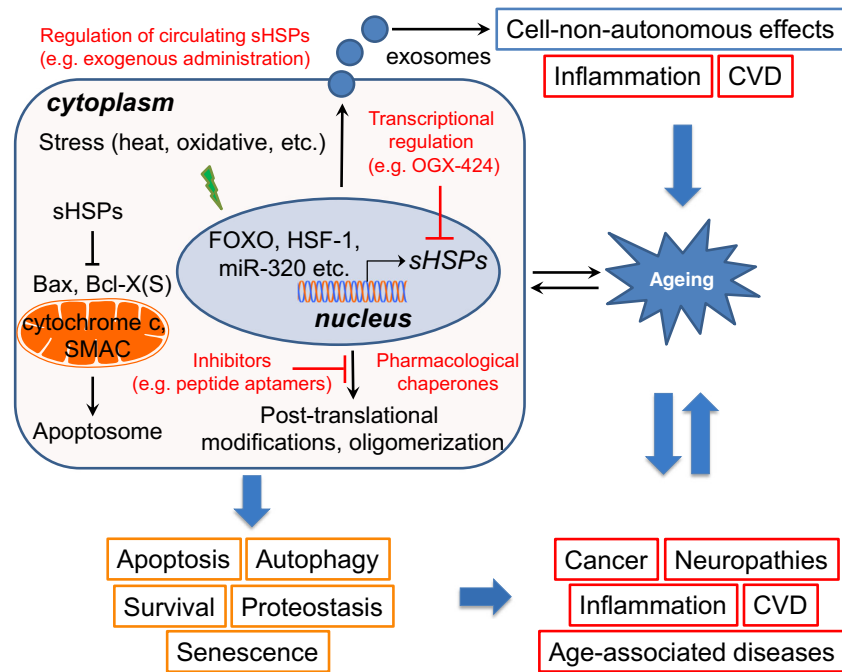 Regulation of circulating sHSPs
(e.g. exogenous administration)
exosomes
Cell-non-autonomous effects
Inflammation
CVD
cytoplasm
Stress (heat, oxidative, etc.)
Transcriptional
regulation
(e.g. OGX-424)
sHSPs
Bax, Bcl-X(S)
cytochrome c,
SMAC
Apoptosome
FOXO, HSF-1,
miR-320 etc.
sHSPs
nucleus
Ageing
Inhibitors
(e.g. peptide aptamers)
Pharmacological
chaperones
Post-translational
modifications, oligomerization
Apoptosis
Autophagy
Survival
Proteostasis
Senescence
Cancer
Neuropathies
Inflammation
CVD
Age-associated diseases